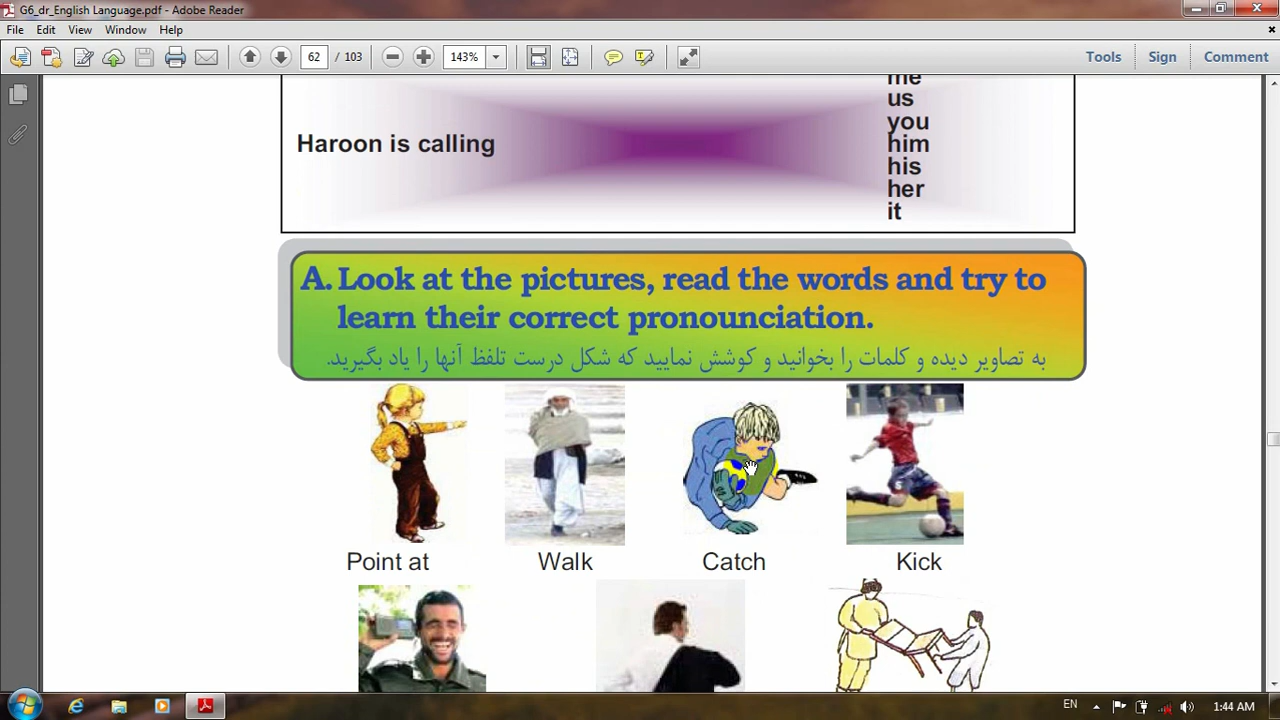 G6_dr_English Language.pdf - Adobe Reader
File Edit View Window Help
62 / 103 143% Tools Sign Comment
me
us
you
Haroon is calling him
his
her
it
A. Look at the pictures, read the words and try to
learn their correct pronounciation.
به تصاویر دیده و کلمات را بخوانید و کوشش نمایید که شکل درست تلفظ آنها را یاد بگیرید.
Point at Walk Catch Kick
EN 1:44 AM